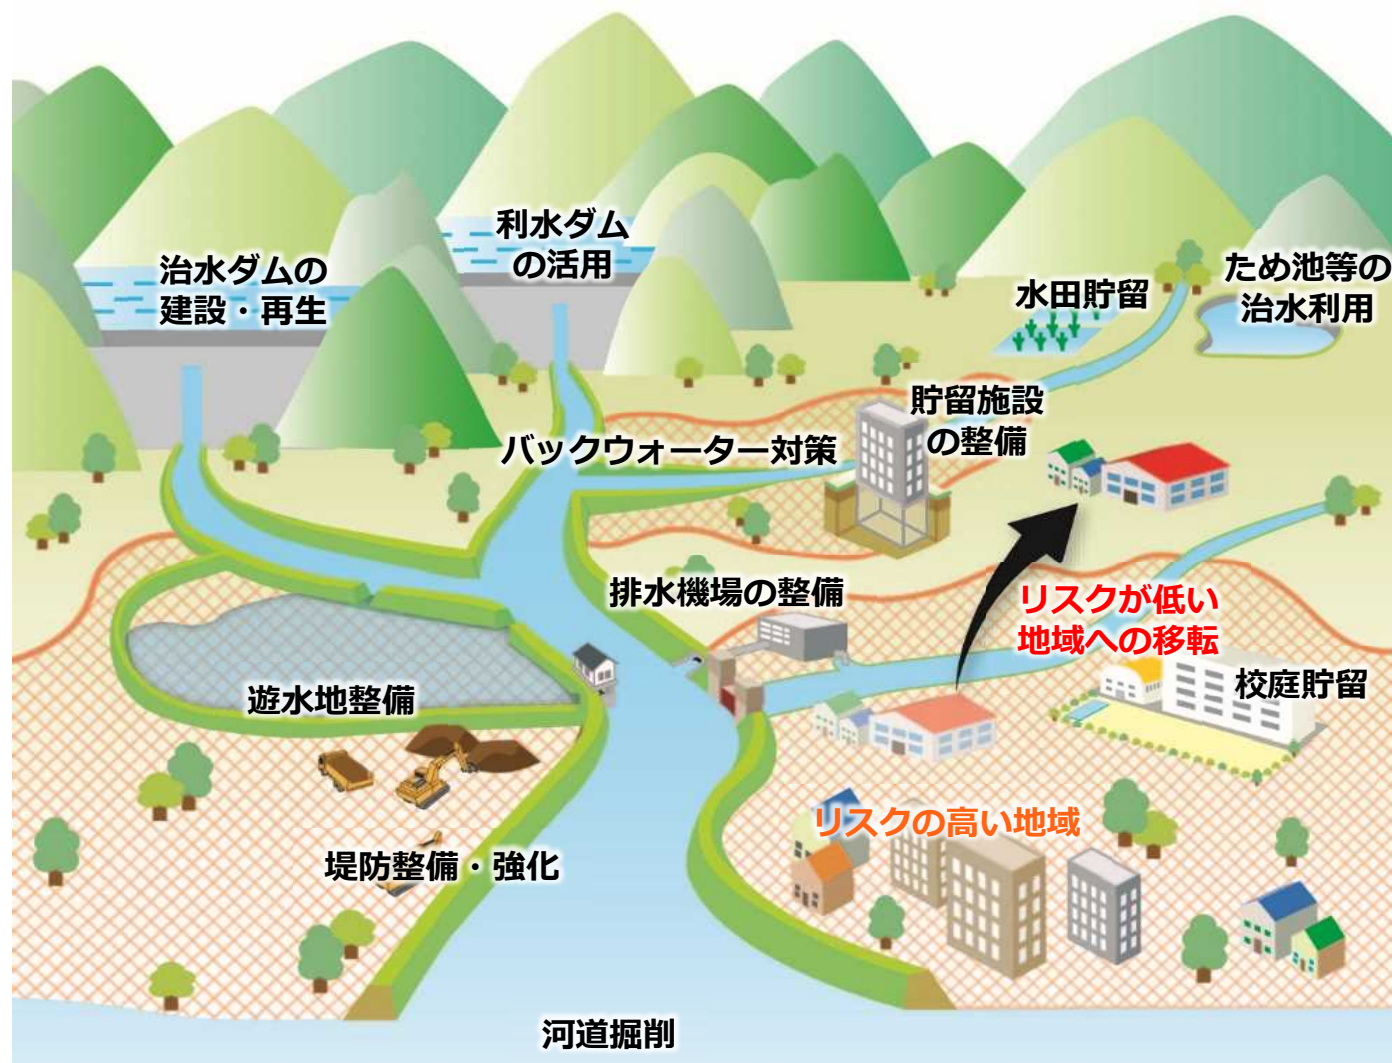 利水ダム
の活用
治水ダムの
建設・再生
水田貯留
ため池等の
治水利用
貯留施設
の整備
バックウォーター対策
排水機場の整備
リスクが低い
地域への移転
校庭貯留
遊水地整備
リスクの高い地域
堤防整備・強化
河道掘削